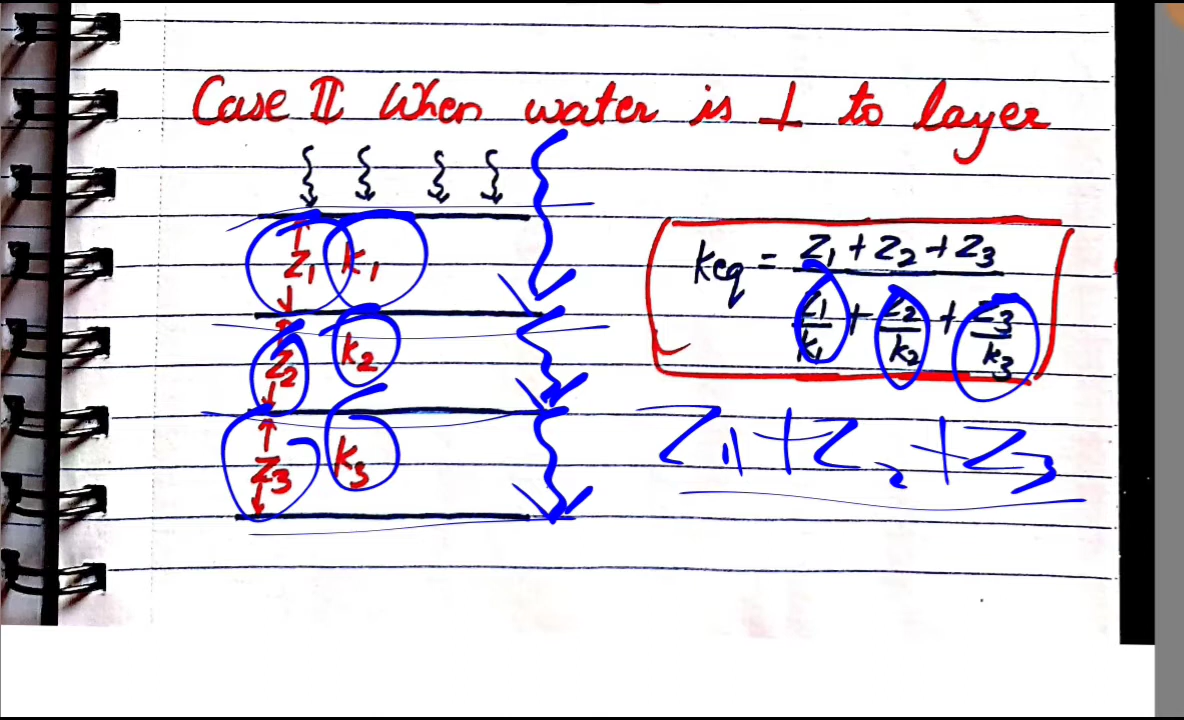 Case II When water is ⊥ to layer
Z1 k1
Z2 k2
Z3 k3
keq = Z1 + Z2 + Z3
Z1/k1 + Z2/k2 + Z3/k3
Z1 + Z2 + Z3